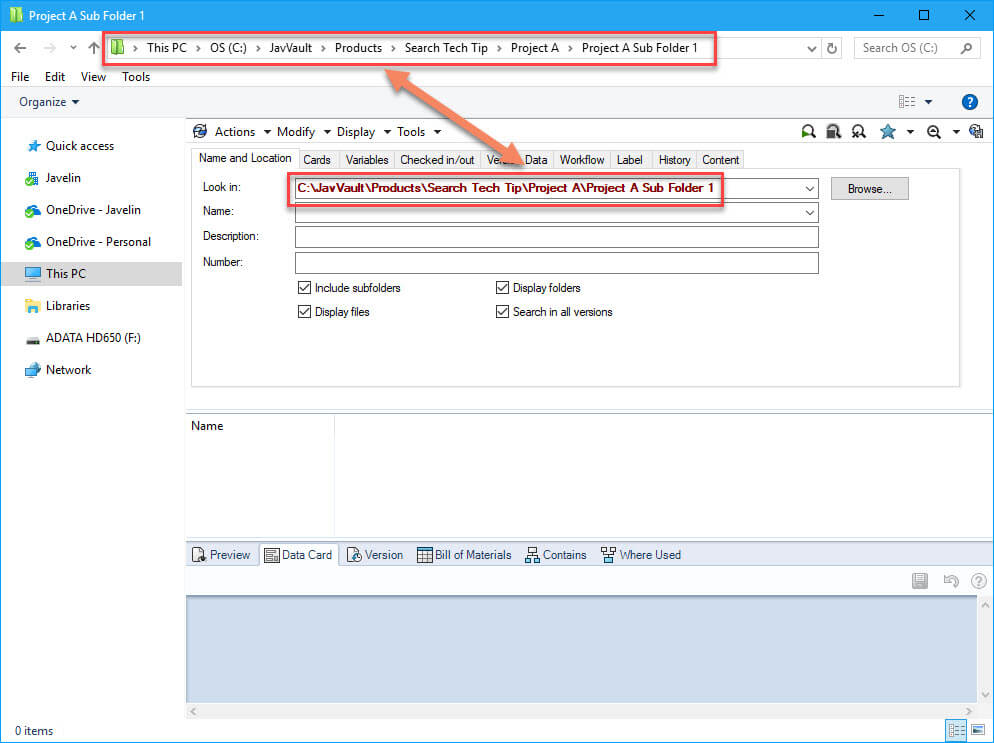 Project A Sub Folder 1
This PC > OS (C:) > JavVault > Products > Search Tech Tip > Project A > Project A Sub Folder 1
Search OS (C:)
File Edit View Tools
Organize
Quick access
Javelin
OneDrive - Javelin
OneDrive - Personal
This PC
Libraries
ADATA HD650 (F:)
Network
Actions Modify Display Tools
Name and Location Cards Variables Checked in/out Data Workflow Label History Content
Look in: C:\JavVault\Products\Search Tech Tip\Project A\Project A Sub Folder 1 Browse...
Name:
Description:
Number:
Include subfolders Display folders
Display files Search in all versions
Name
Preview Data Card Version Bill of Materials Contains Where Used
0 items